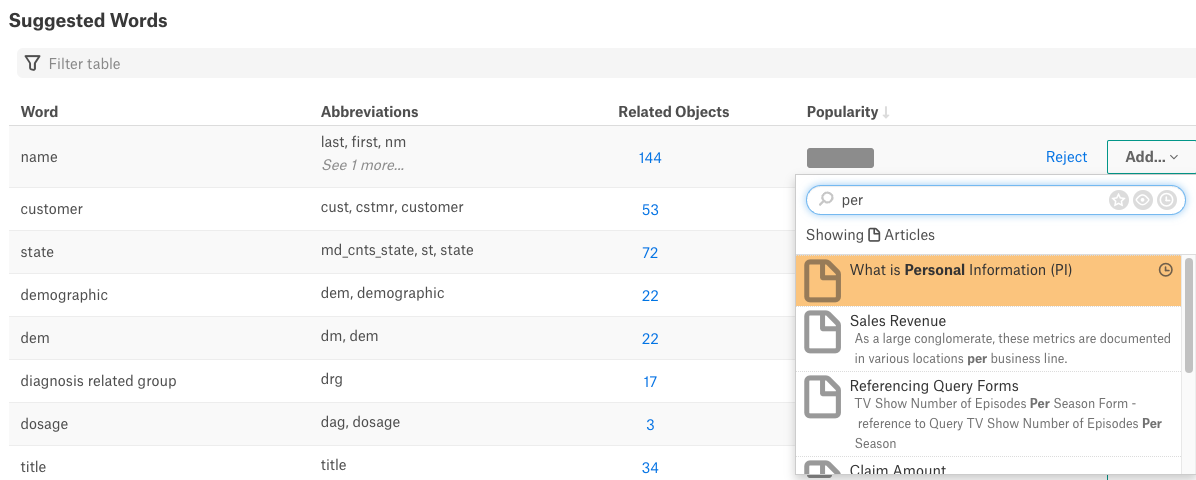 Suggested Words
Filter table
Word Abbreviations Related Objects Popularity ↓
name last, first, nm 144 Reject Add...
See 1 more...
customer cust, cstmr, customer 53
state md_cnts_state, st, state 72
demographic dem, demographic 22
dem dm, dem 22
diagnosis related group drg 17
dosage dag, dosage 3
title title 34
per
Showing Articles
What is Personal Information (PI)
Sales Revenue
As a large conglomerate, these metrics are documented
in various locations per business line.
Referencing Query Forms
TV Show Number of Episodes Per Season Form -
reference to Query TV Show Number of Episodes Per
Season
Claim Amount